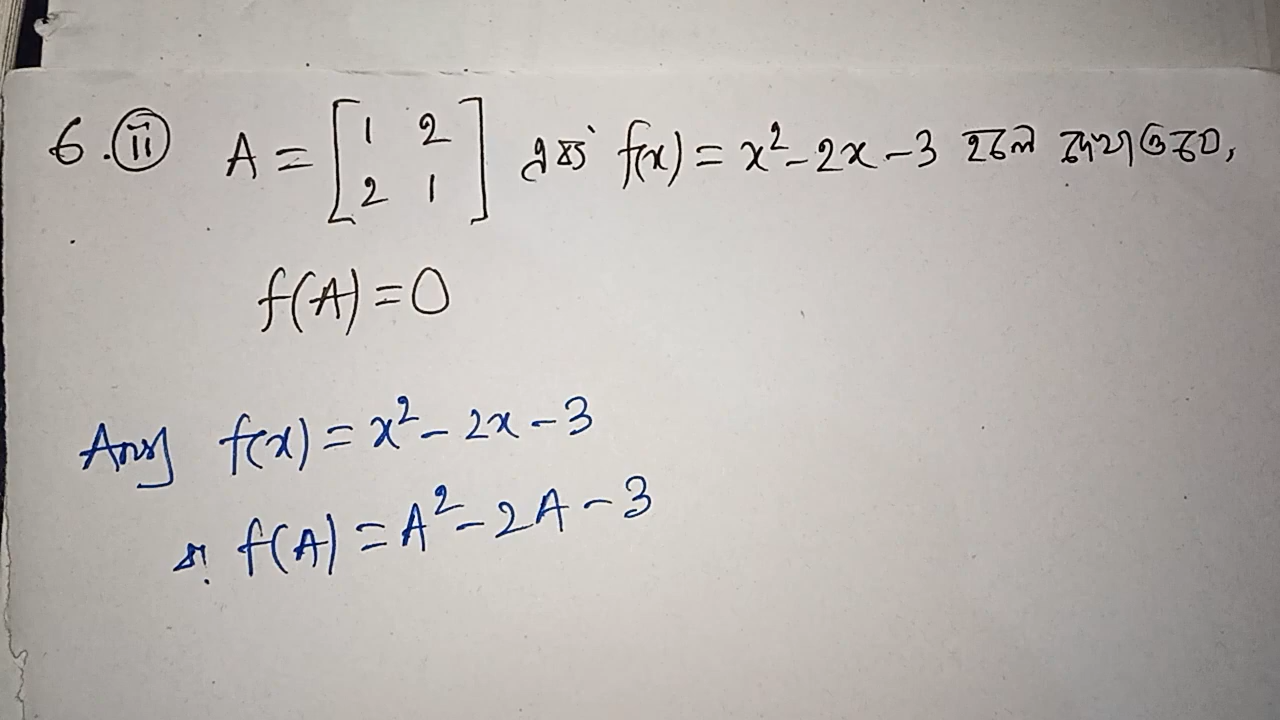 6. ii A = [1 2 2 1] এবং f(x) = x² - 2x - 3 হলে দেখাও যে,
f(A) = 0
Ans f(x) = x² - 2x - 3
বা, f(A) = A² - 2A - 3